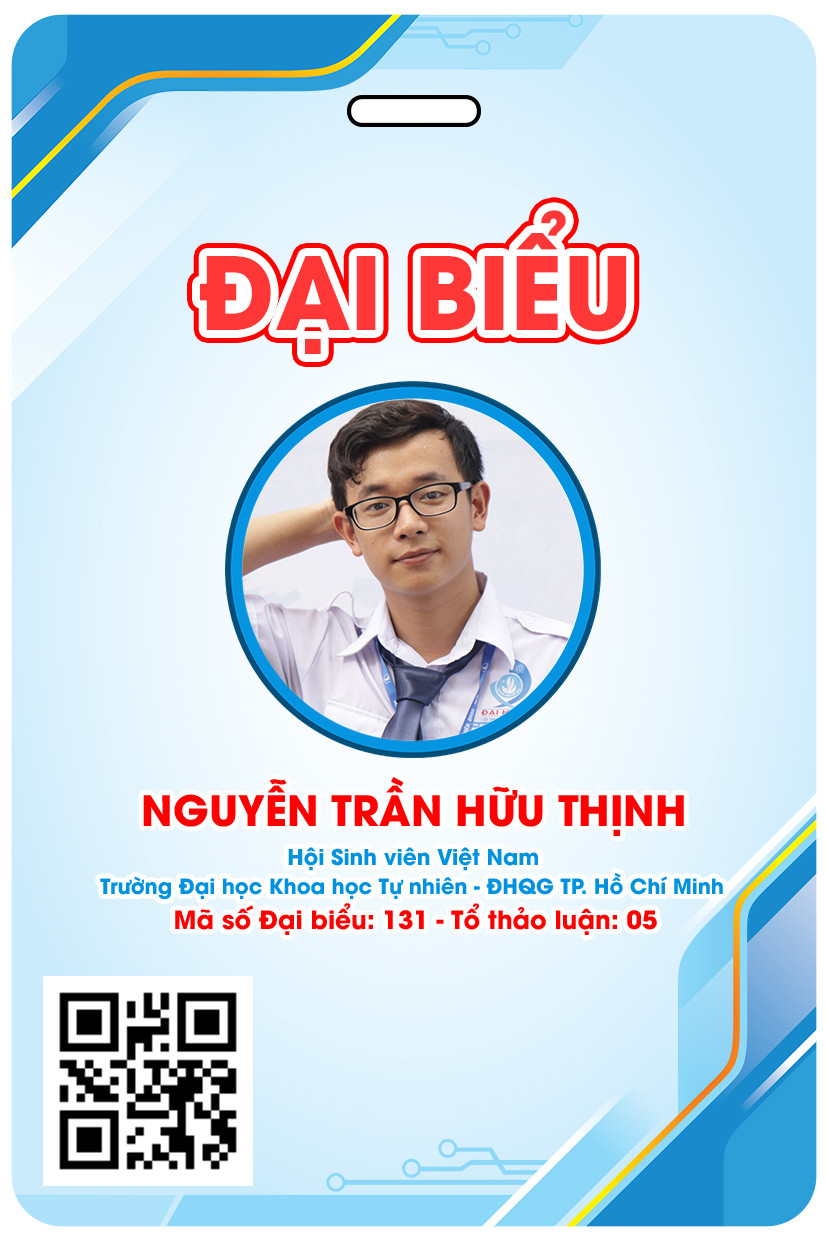 ĐẠI BIỂU
ĐẠI H
NGUYỄN TRẦN HỮU THỊNH
Hội Sinh viên Việt Nam
Trường Đại học Khoa học Tự nhiên - ĐHQG TP. Hồ Chí Minh
Mã số Đại biểu: 131 - Tổ thảo luận: 05